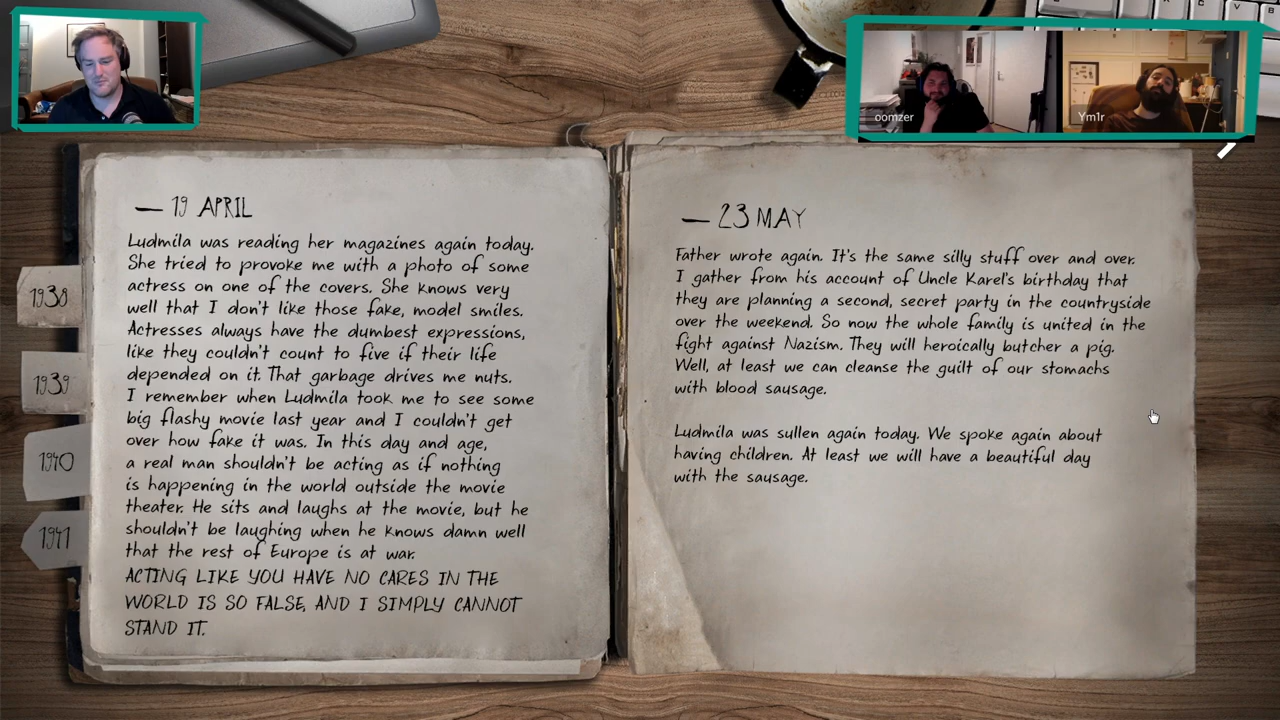 oomzer
Ym1r
— 19 APRIL
Ludmila was reading her magazines again today.
She tried to provoke me with a photo of some
actress on one of the covers. She knows very
well that I don't like those fake, model smiles.
Actresses always have the dumbest expressions,
like they couldn't count to five if their life
depended on it. That garbage drives me nuts.
I remember when Ludmila took me to see some
big flashy movie last year and I couldn't get
over how fake it was. In this day and age,
a real man shouldn't be acting as if nothing
is happening in the world outside the movie
theater. He sits and laughs at the movie, but he
shouldn't be laughing when he knows damn well
that the rest of Europe is at war.
ACTING LIKE YOU HAVE NO CARES IN THE
WORLD IS SO FALSE, AND I SIMPLY CANNOT
STAND IT.
1938
1939
1940
1941
— 23 MAY
Father wrote again. It's the same silly stuff over and over.
I gather from his account of Uncle Karel's birthday that
they are planning a second, secret party in the countryside
over the weekend. So now the whole family is united in the
fight against Nazism. They will heroically butcher a pig.
Well, at least we can cleanse the guilt of our stomachs
with blood sausage.
Ludmila was sullen again today. We spoke again about
having children. At least we will have a beautiful day
with the sausage.